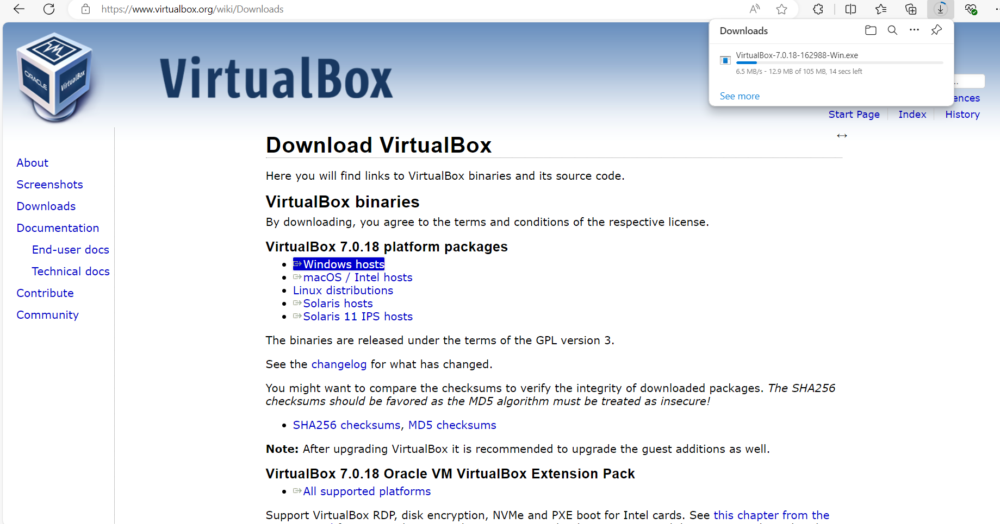 https://www.virtualbox.org/wiki/Downloads
Downloads
VirtualBox-7.0.18-162988-Win.exe
6.5 MB/s - 12.9 MB of 105 MB, 14 secs left
See more
ORACLE
VirtualBox
VirtualBox
..
ences
Start Page
Index
History
About
Screenshots
Downloads
Documentation
End-user docs
Technical docs
Contribute
Community
Download VirtualBox
Here you will find links to VirtualBox binaries and its source code.
VirtualBox binaries
By downloading, you agree to the terms and conditions of the respective license.
VirtualBox 7.0.18 platform packages
Windows hosts
macOS / Intel hosts
Linux distributions
Solaris hosts
Solaris 11 IPS hosts
The binaries are released under the terms of the GPL version 3.
See the changelog for what has changed.
You might want to compare the checksums to verify the integrity of downloaded packages. The SHA256
checksums should be favored as the MD5 algorithm must be treated as insecure!
SHA256 checksums, MD5 checksums
Note: After upgrading VirtualBox it is recommended to upgrade the guest additions as well.
VirtualBox 7.0.18 Oracle VM VirtualBox Extension Pack
All supported platforms
Support VirtualBox RDP, disk encryption, NVMe and PXE boot for Intel cards. See this chapter from the